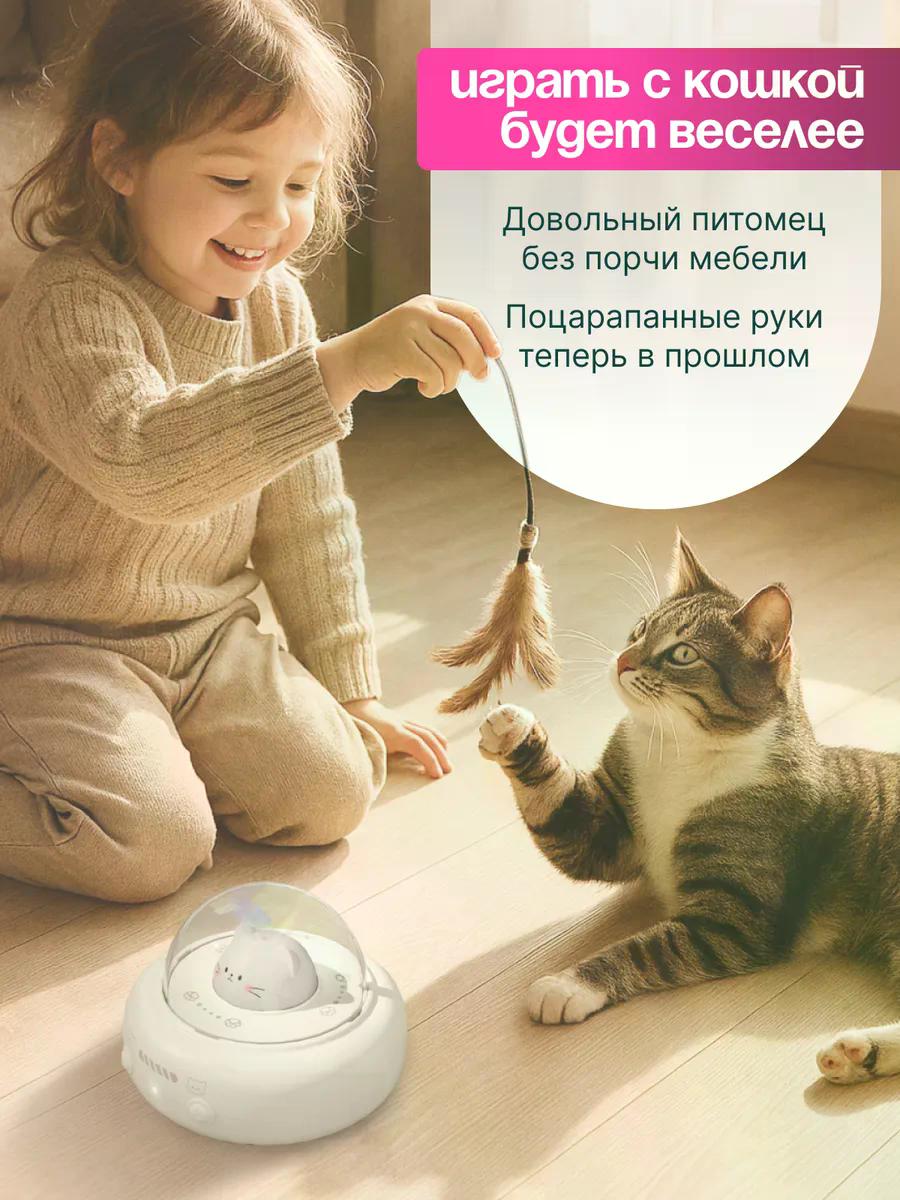 играть с кошкой
будет веселее
Довольный питомец
без порчи мебели
Поцарапанные руки
теперь в прошлом